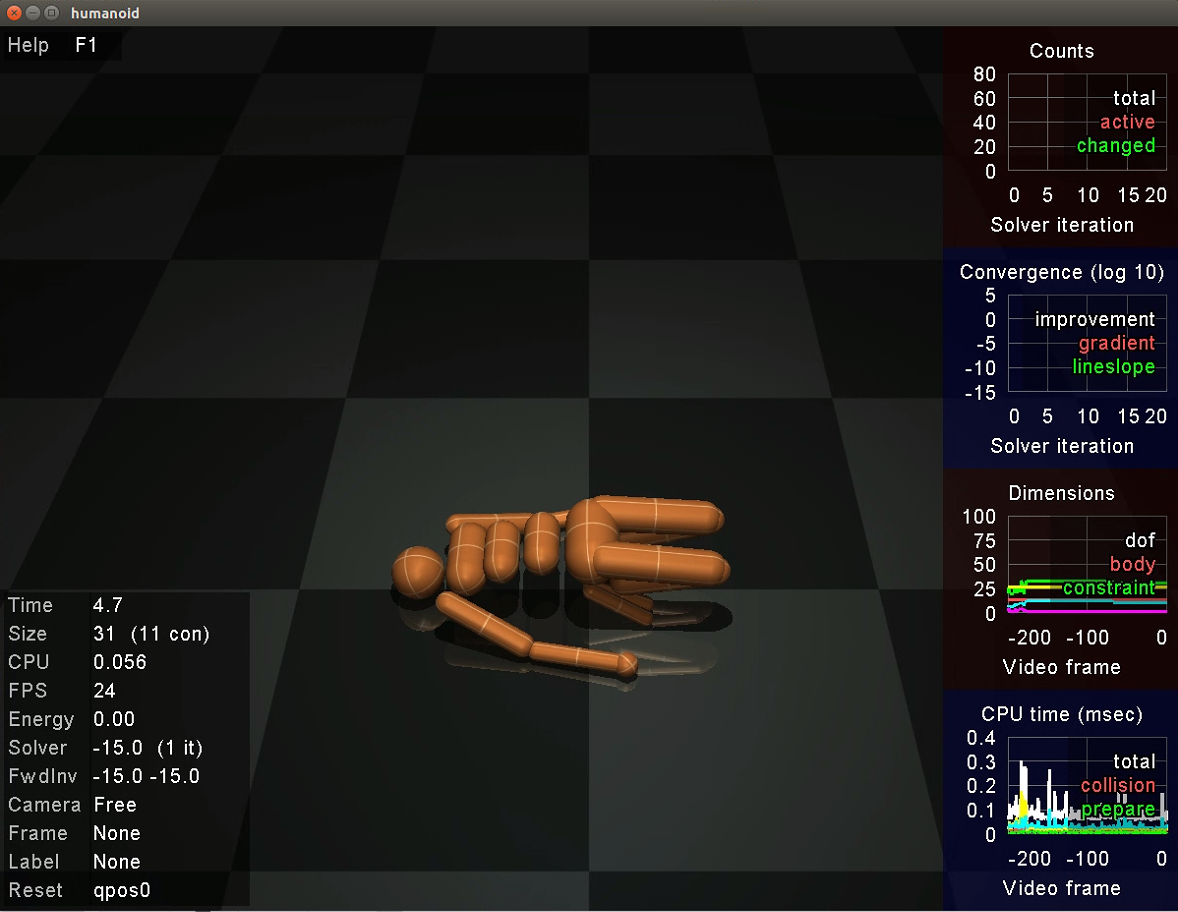 humanoid
Help F1
Time 4.7
Size 31 (11 con)
CPU 0.056
FPS 24
Energy 0.00
Solver -15.0 (1 it)
FwdInv -15.0 -15.0
Camera Free
Frame None
Label None
Reset qpos0
Counts
80
60
40
20
0
total
active
changed
0 5 10 15 20
Solver iteration
Convergence (log 10)
5
0
-5
-10
-15
improvement
gradient
lineslope
0 5 10 15 20
Solver iteration
Dimensions
100
75
50
25
0
dof
body
constraint
-200 -100 0
Video frame
CPU time (msec)
0.4
0.3
0.2
0.1
0
total
collision
prepare
-200 -100 0
Video frame